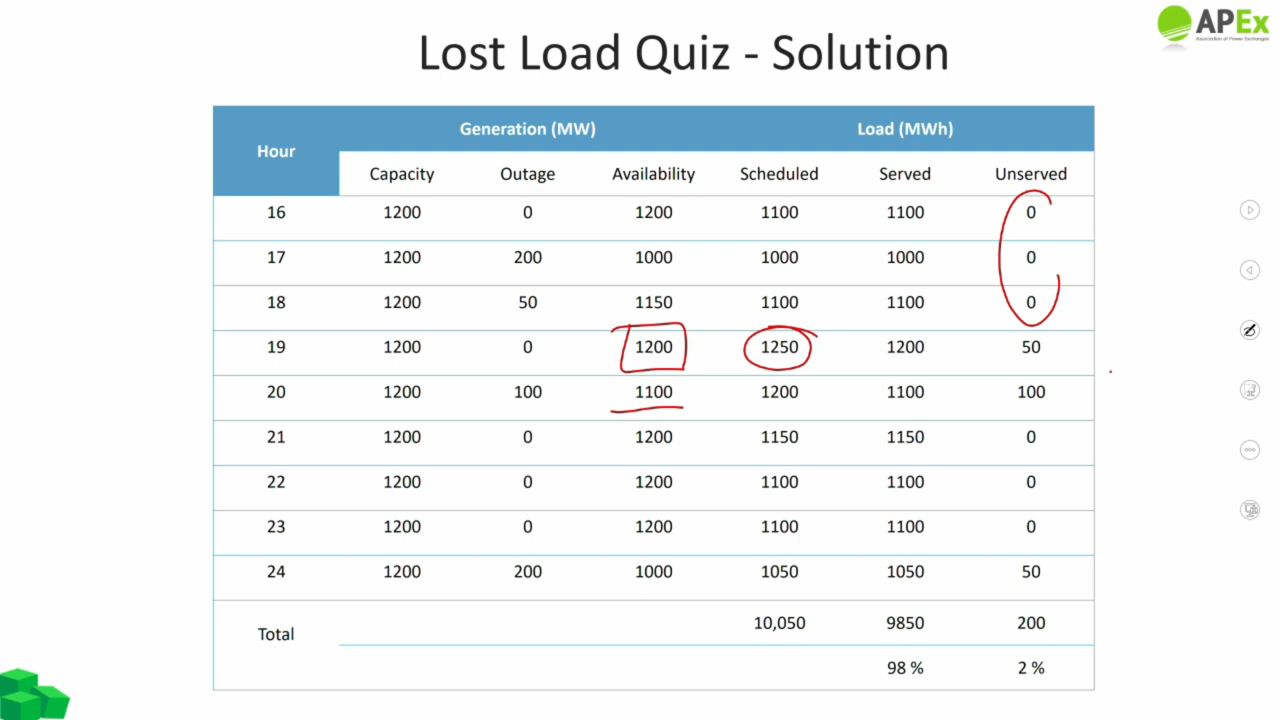 APEx
Association of Power Exchanges
Lost Load Quiz - Solution
Hour Generation (MW) Load (MWh)
Capacity Outage Availability Scheduled Served Unserved
16 1200 0 1200 1100 1100 0
17 1200 200 1000 1000 1000 0
18 1200 50 1150 1100 1100 0
19 1200 0 1200 1250 1200 50
20 1200 100 1100 1200 1100 100
21 1200 0 1200 1150 1150 0
22 1200 0 1200 1100 1100 0
23 1200 0 1200 1100 1100 0
24 1200 200 1000 1050 1050 50
Total 10,050 9850 200
98 % 2 %